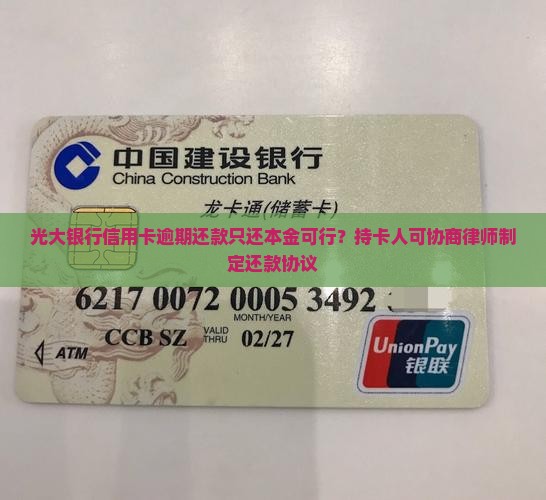 中国建设银行
China Construction Bank
龙卡通(储蓄卡)
光大银行信用卡逾期还款只还本金可行？持卡人可协商律师制
定还款协议
6217 0072 0005 3492
MONTH/YEAR
CCB SZ VALID THRU 02/27
ATM
UnionPay
银联